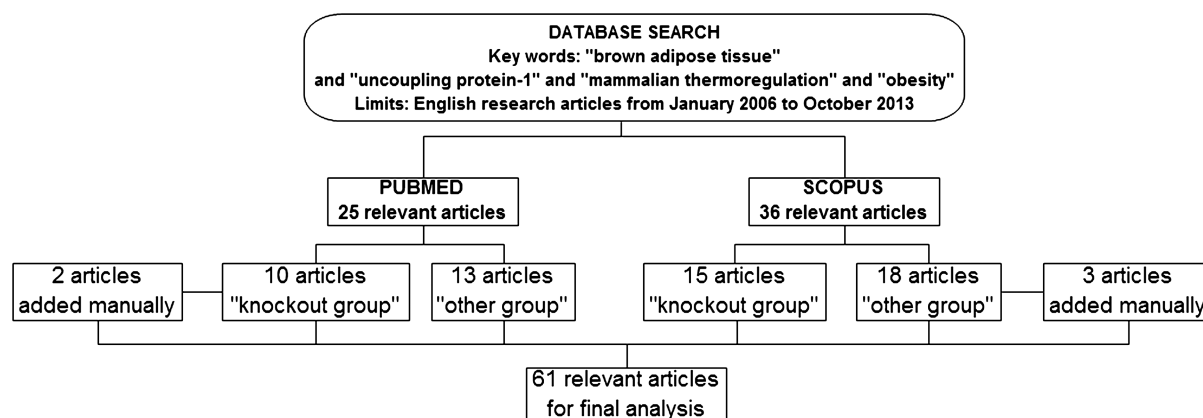 DATABASE SEARCH
Key words: "brown adipose tissue"
and "uncoupling protein-1" and "mammalian thermoregulation" and "obesity"
Limits: English research articles from January 2006 to October 2013
PUBMED
25 relevant articles
SCOPUS
36 relevant articles
2 articles
added manually
10 articles
"knockout group"
13 articles
"other group"
15 articles
"knockout group"
18 articles
"other group"
3 articles
added manually
61 relevant articles
for final analysis